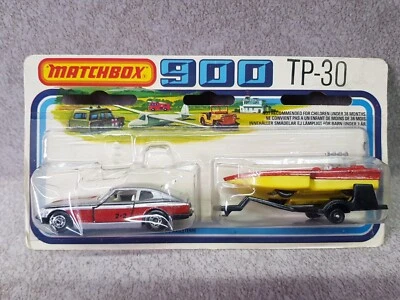 MATCHBOX 900 TP-30
NOT RECOMMENDED FOR CHILDREN UNDER 36 MONTHS
NE CONVIENT PAS A UN ENFANT DE MOINS DE 36 MOIS